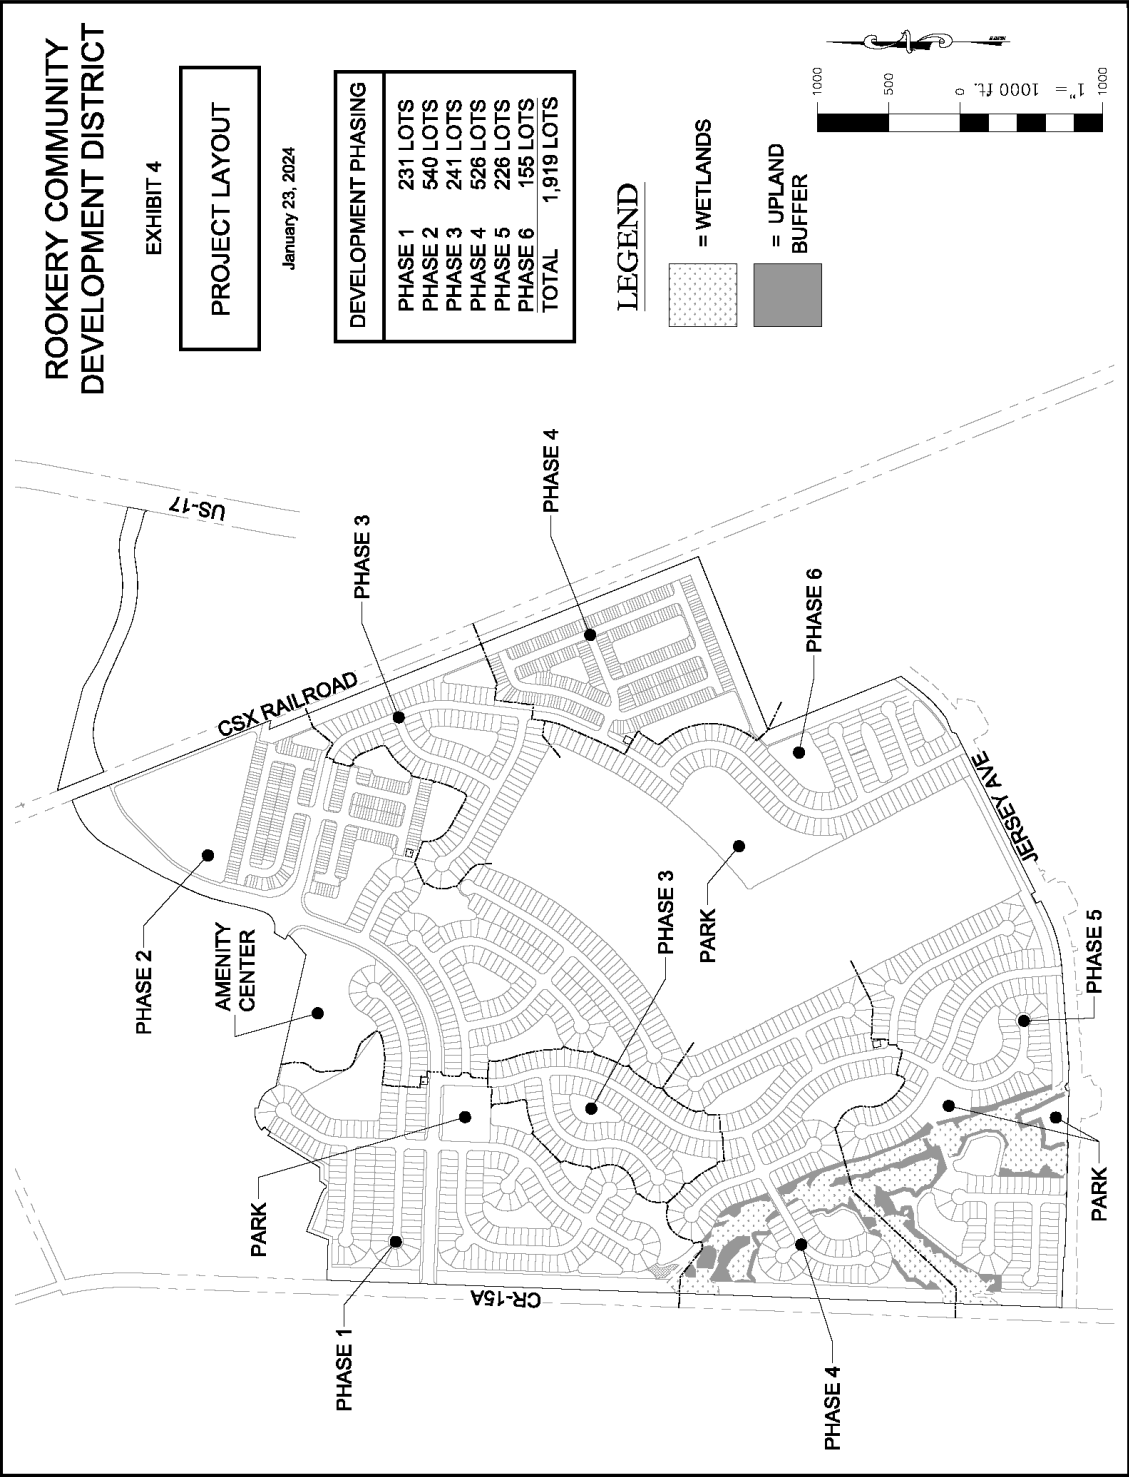 ROOKERY COMMUNITY
DEVELOPMENT DISTRICT
EXHIBIT 4
PROJECT LAYOUT
January 23, 2024
DEVELOPMENT PHASING
PHASE 1 231 LOTS
PHASE 2 540 LOTS
PHASE 3 241 LOTS
PHASE 4 526 LOTS
PHASE 5 226 LOTS
PHASE 6 155 LOTS
TOTAL 1,919 LOTS
LEGEND
= WETLANDS
= UPLAND
BUFFER
1000
500
0
1000
1" = 1000 ft.
US-17
CSX RAILROAD
PHASE 3
PHASE 4
PHASE 6
JERSEY AVE
PHASE 2
AMENITY
CENTER
PHASE 3
PARK
PHASE 5
PARK
PARK
CR-15A
PHASE 1
PHASE 4